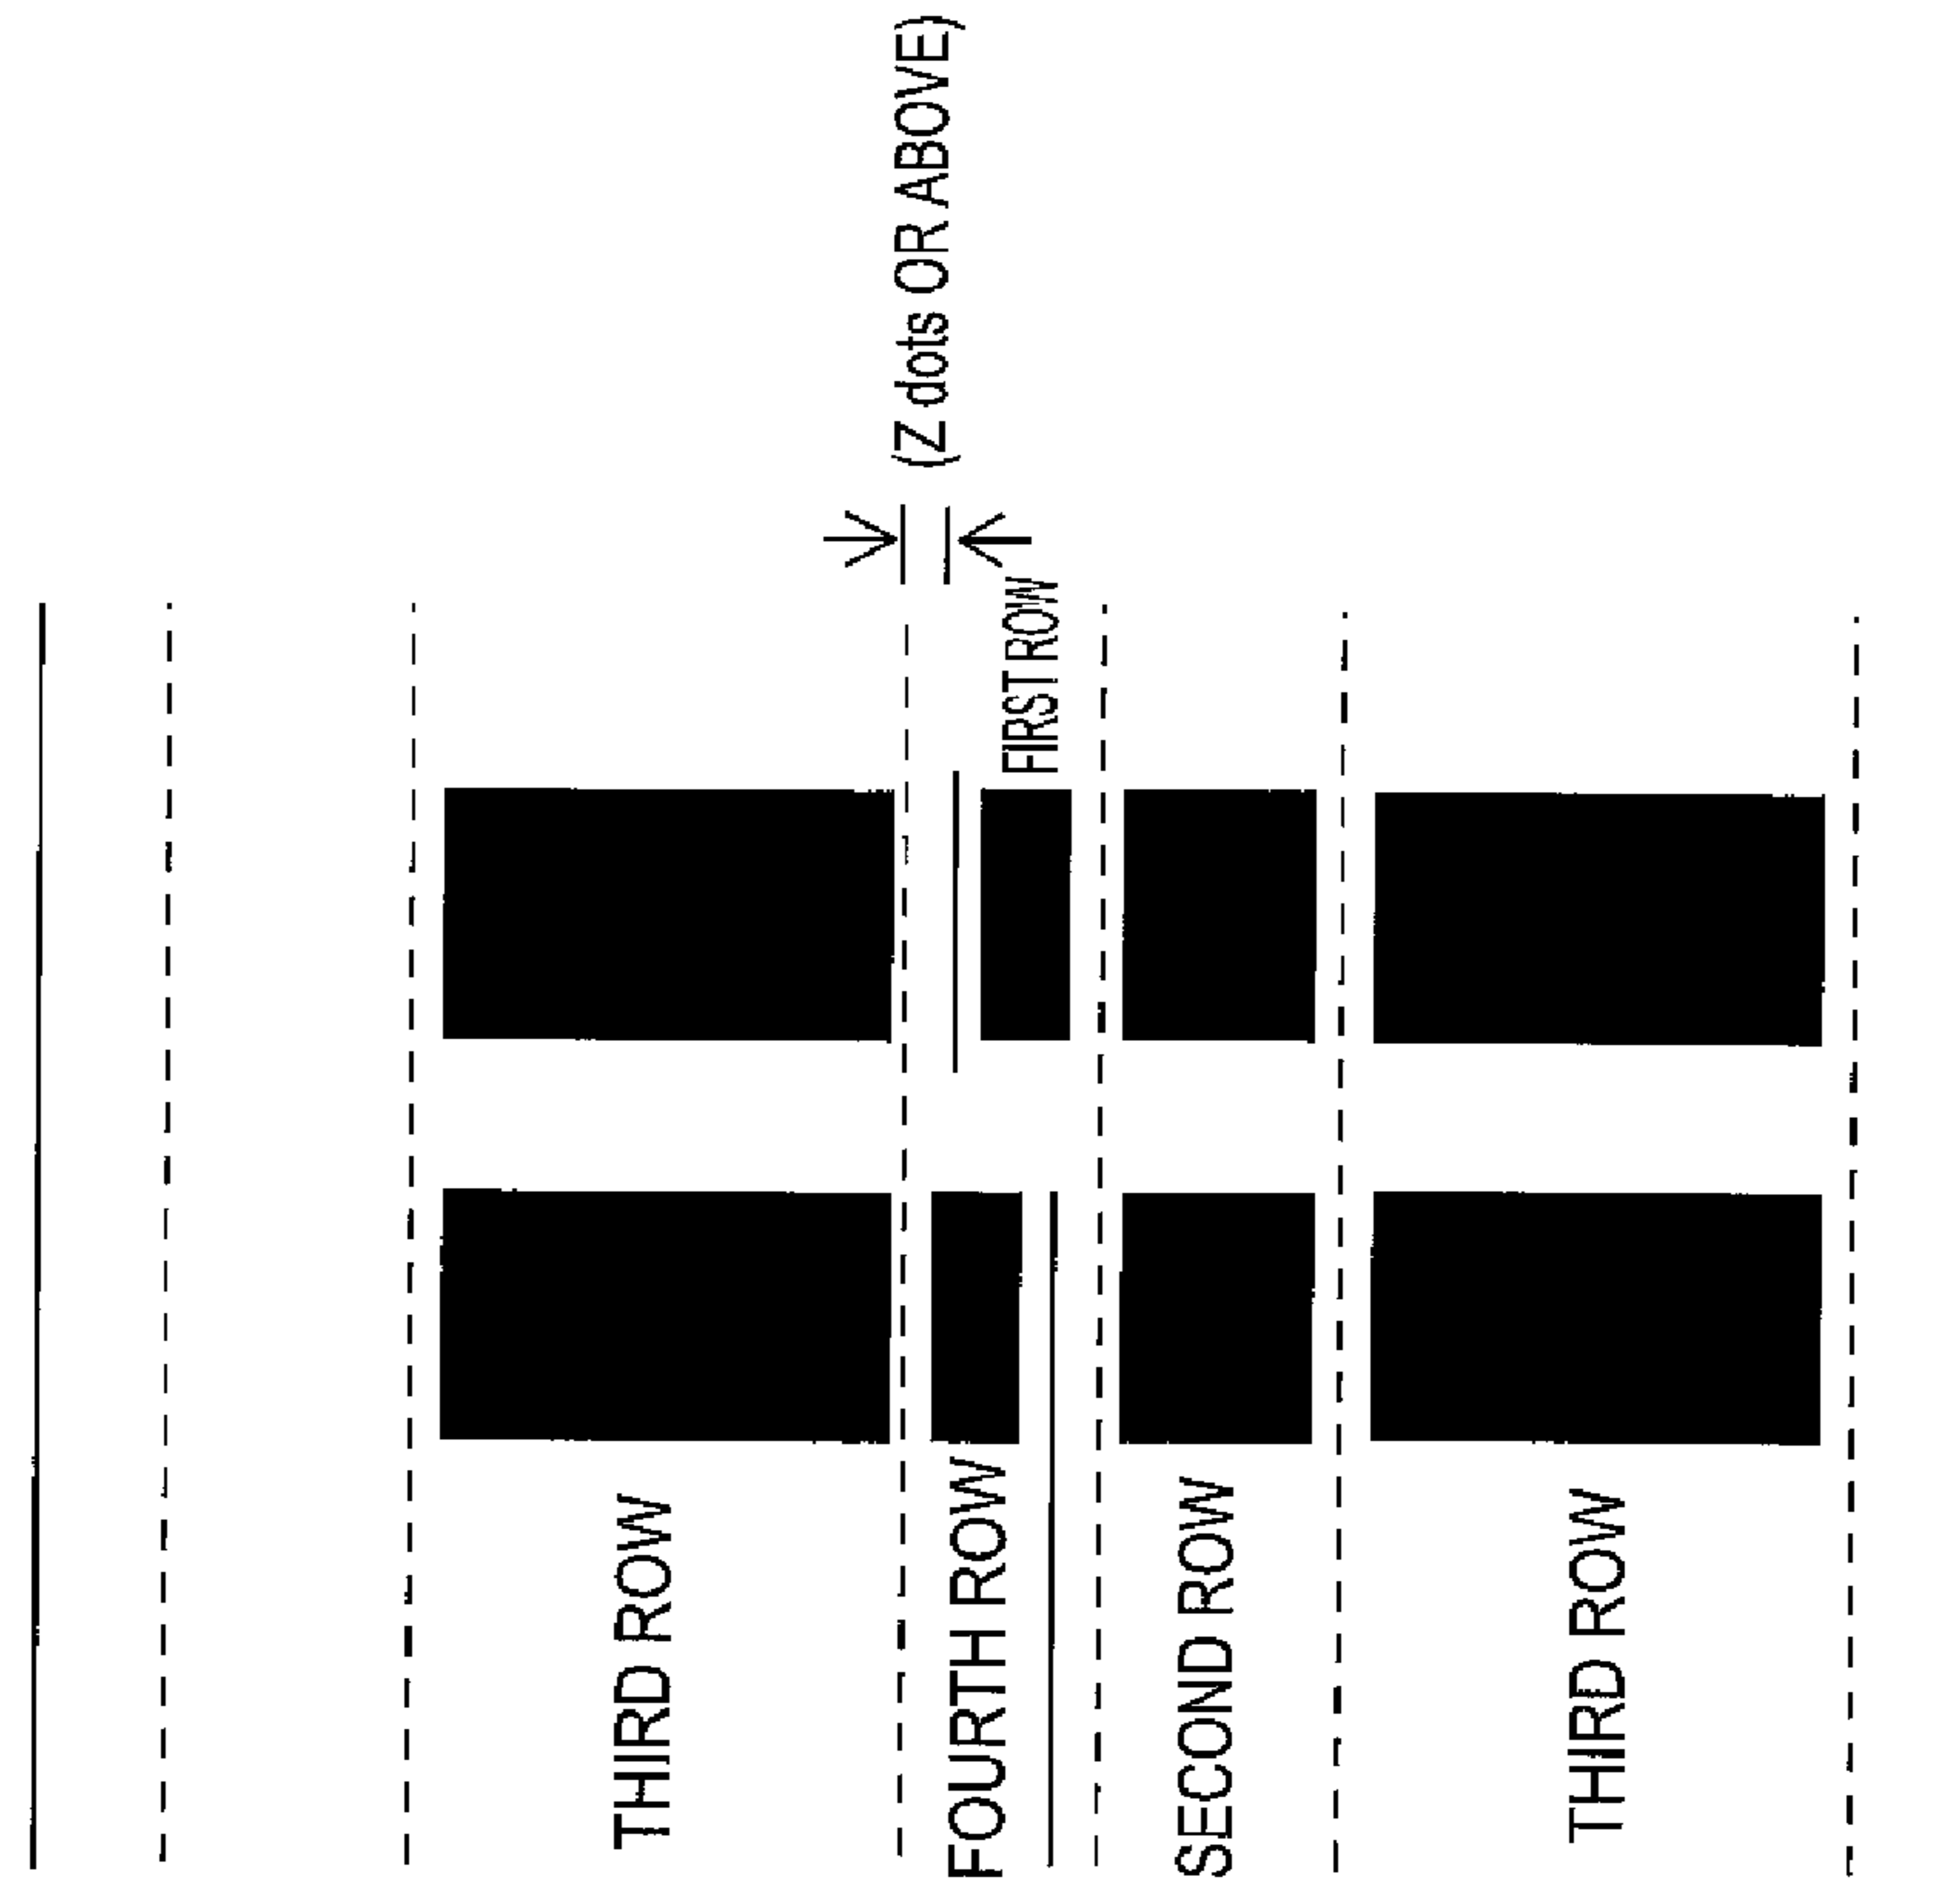 (Z dots OR ABOVE)
THIRD ROW
FIRST ROW
FOURTH ROW
SECOND ROW
THIRD ROW